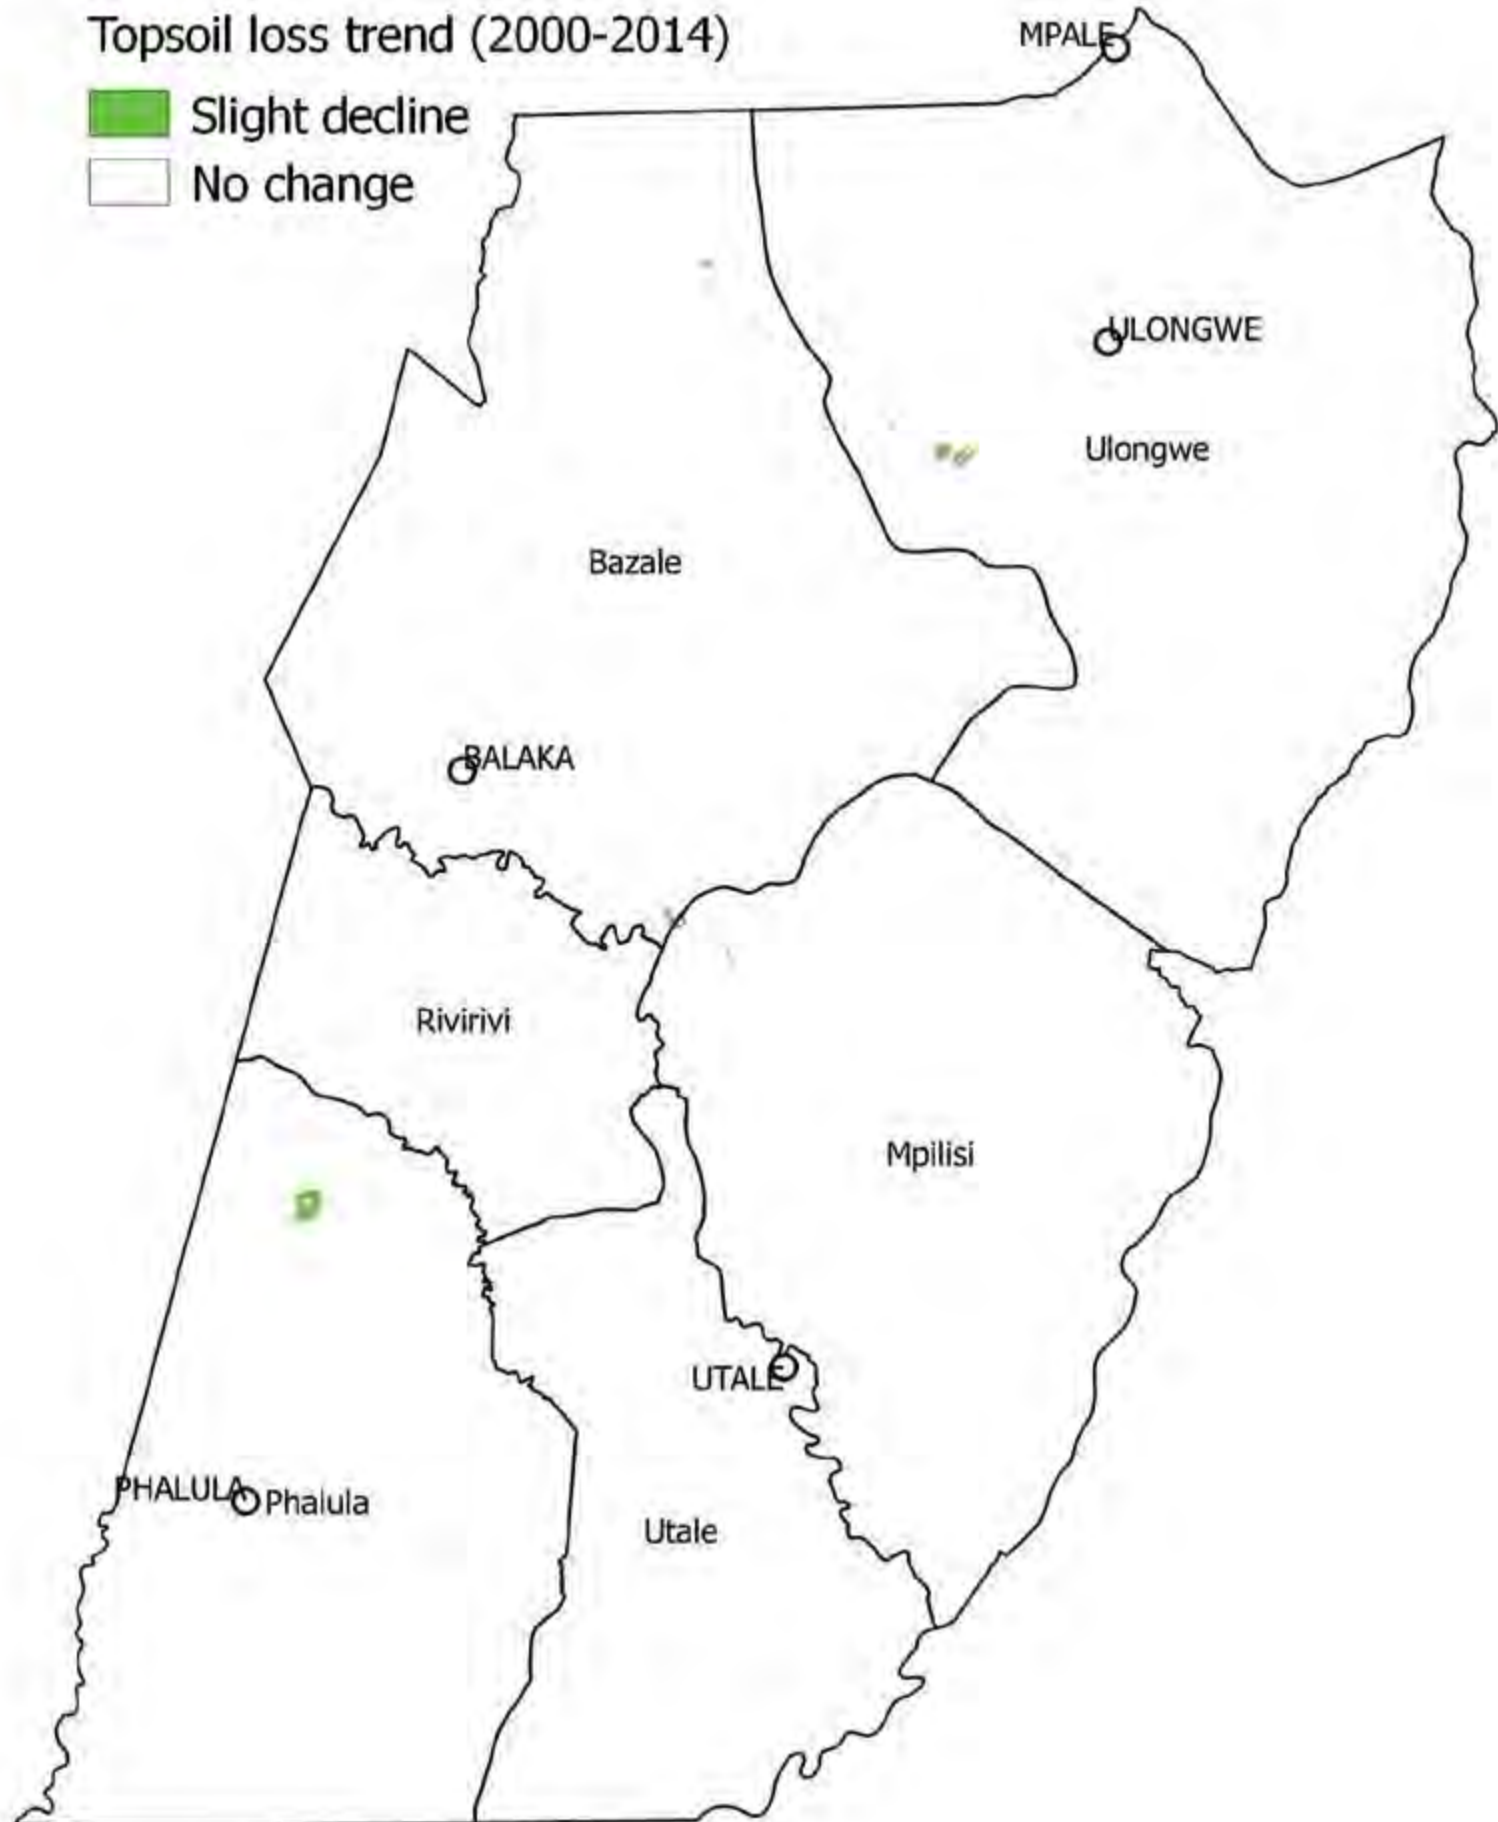 Topsoil loss trend (2000-2014)
Slight decline
No change
MPALE
ULONGWE
Ulongwe
Bazale
BALAKA
Rivirivi
Mpilisi
UTALE
PHALULA
Phalula
Utale